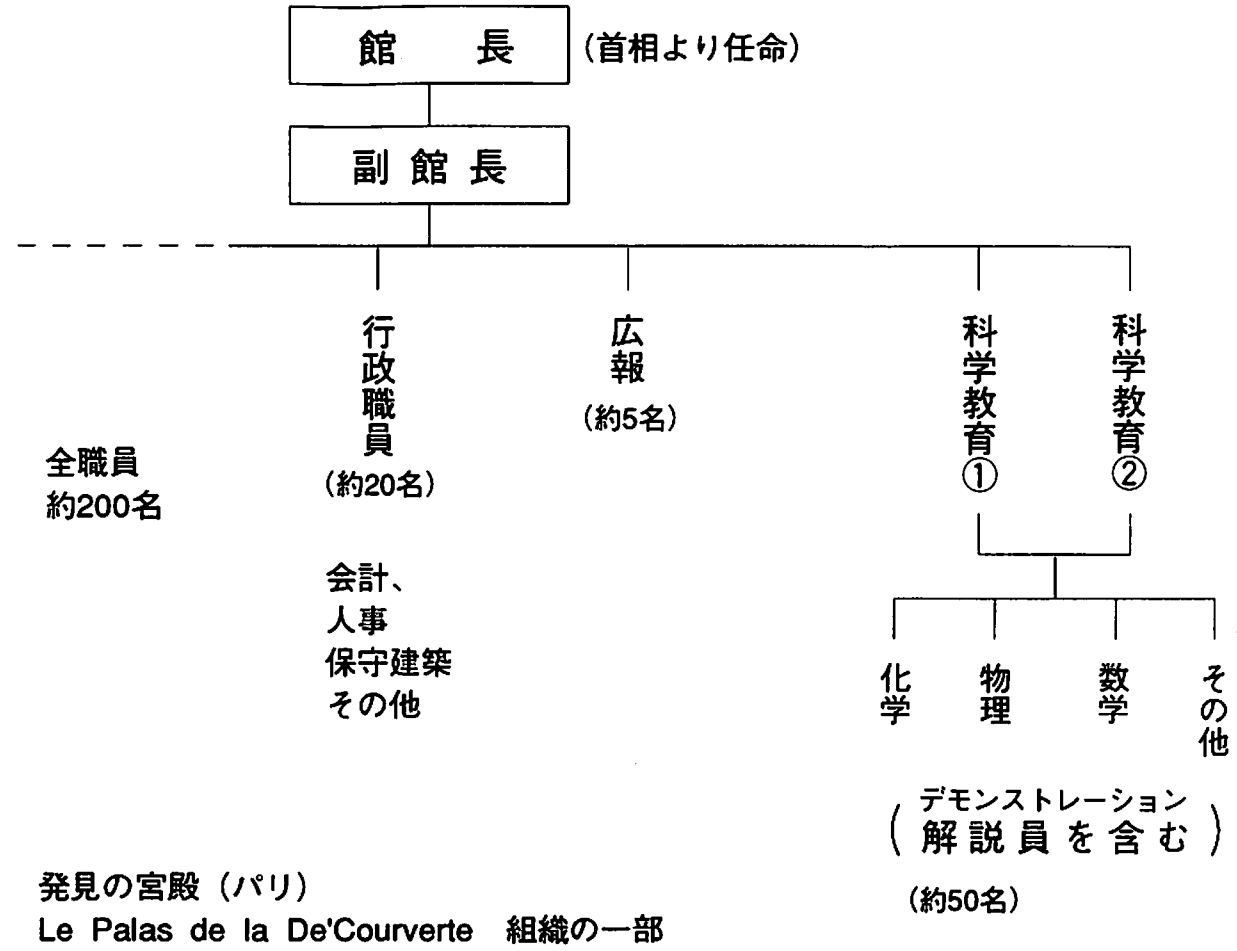 館 長 (首相より任命)
副館長
行政職員
(約20名)
会計、
人事
保守建築
その他
広報
(約5名)
科学教育①
科学教育②
化学
物理
数学
その他
(デモンストレーション
解説員を含む)
(約50名)
全職員
約200名
発見の宮殿(パリ)
Le Palas de la De'Courverte 組織の一部